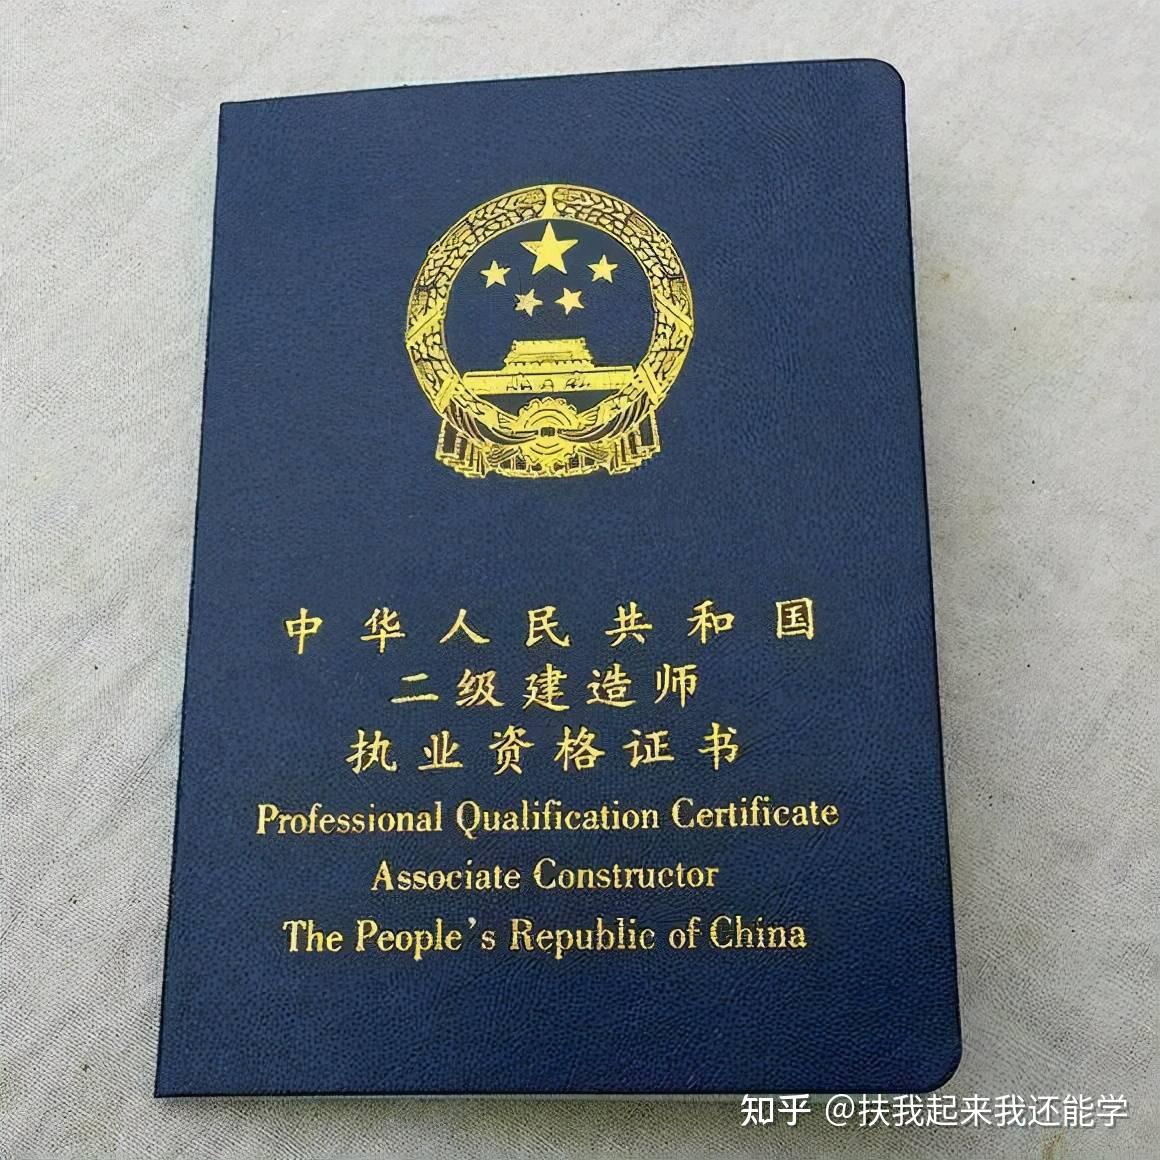 中华人民共和国
二级建造师
执业资格证书
Professional Qualification Certificate
Associate Constructor
The People's Republic of China
知乎 @扶我起来我还能学